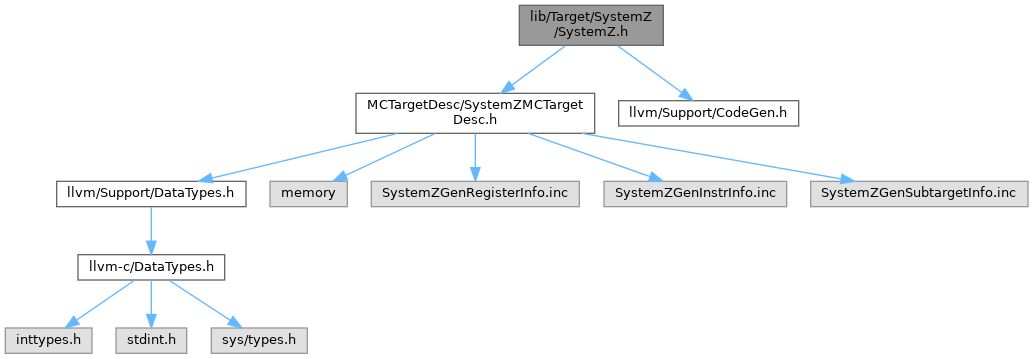 lib/Target/SystemZ
/SystemZ.h
MCTargetDesc/SystemZMCTarget
Desc.h
llvm/Support/CodeGen.h
llvm/Support/DataTypes.h
memory
SystemZGenRegisterInfo.inc
SystemZGenInstrInfo.inc
SystemZGenSubtargetInfo.inc
llvm-c/DataTypes.h
inttypes.h
stdint.h
sys/types.h